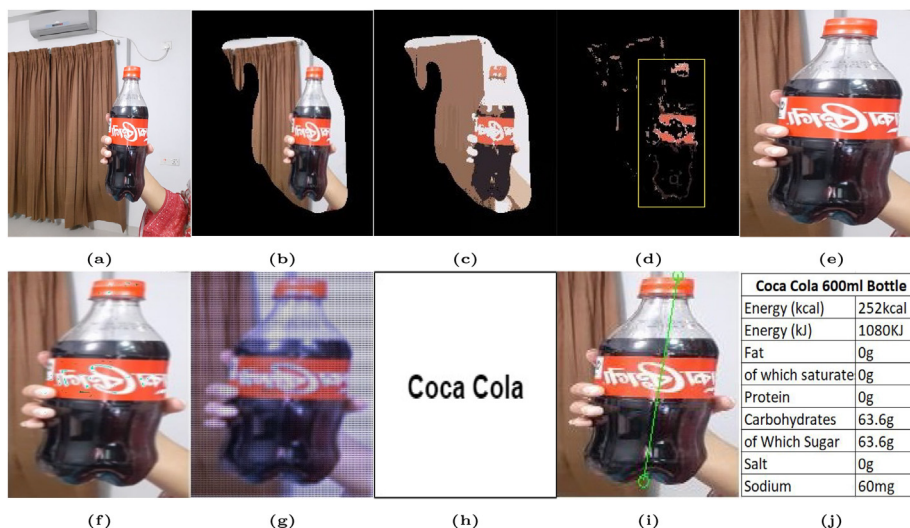 (a) (b) (c) (d) (e)
Coca Cola
Coca Cola 600ml Bottle
Energy (kcal) 252kcal
Energy (kJ) 1080KJ
Fat 0g
of which saturate 0g
Protein 0g
Carbohydrates 63.6g
of Which Sugar 63.6g
Salt 0g
Sodium 60mg
(f) (g) (h) (i) (j)